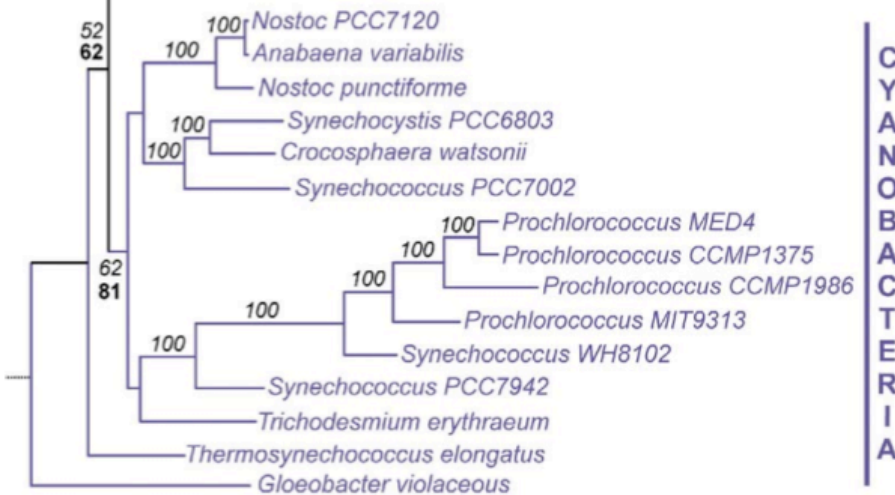 52
62
100
Nostoc PCC7120
100
Anabaena variabilis
Nostoc punctiforme
100
Synechocystis PCC6803
100
Crocosphaera watsonii
Synechococcus PCC7002
100
Prochlorococcus MED4
100
Prochlorococcus CCMP1375
62
81
100
Prochlorococcus CCMP1986
100
Prochlorococcus MIT9313
100
Synechococcus WH8102
Synechococcus PCC7942
Trichodesmium erythraeum
Thermosynechococcus elongatus
Gloeobacter violaceous
CYANOBACTERIA